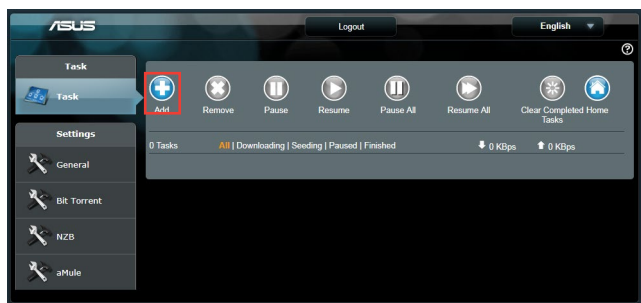 ASUS
Logout
English
Task
Task
Add
Remove
Pause
Resume
Pause All
Resume All
Clear Completed Tasks
Home
Settings
0 Tasks
All | Downloading | Seeding | Paused | Finished
0 KBps
0 KBps
General
Bit Torrent
NZB
aMule